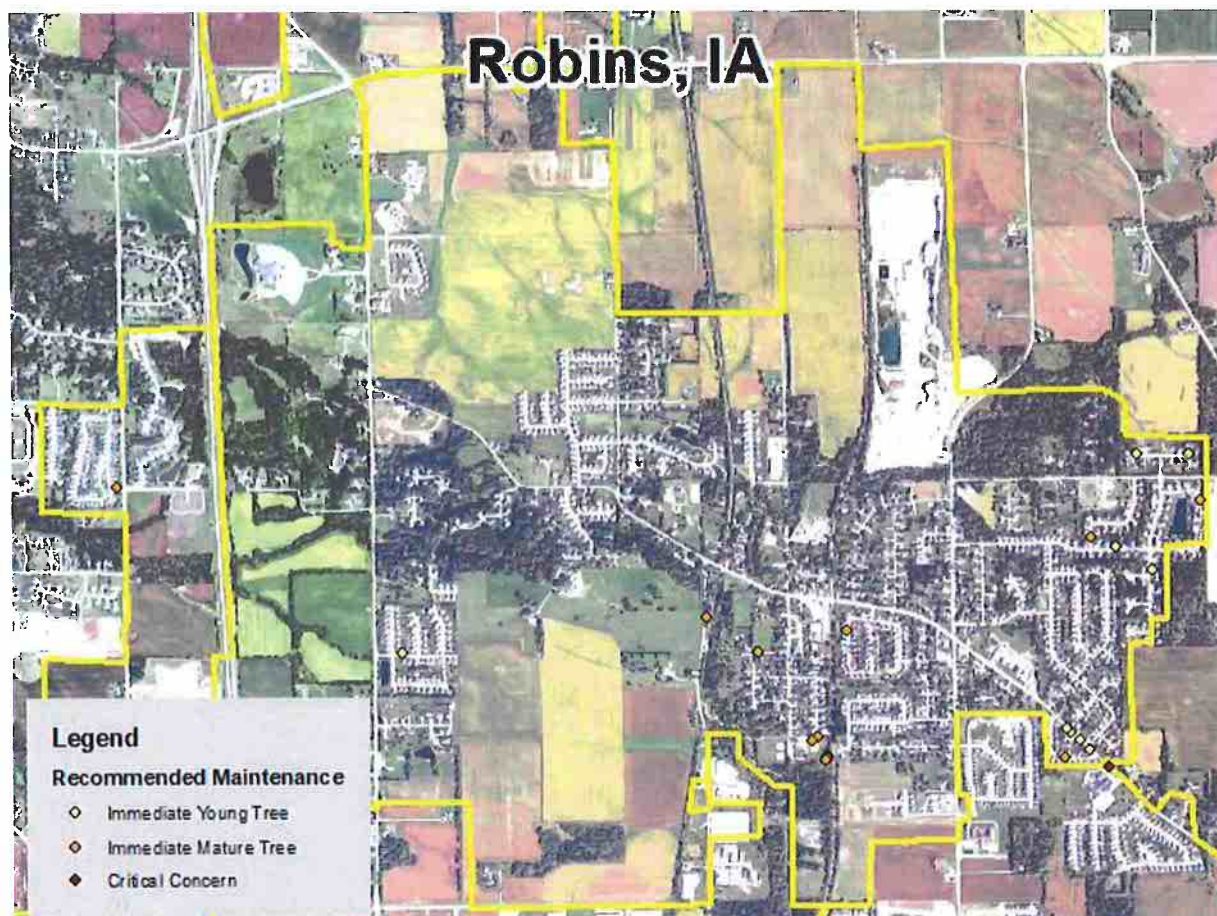 Robins, IA
Legend
Recommended Maintenance
Immediate Young Tree
Immediate Mature Tree
Critical Concern